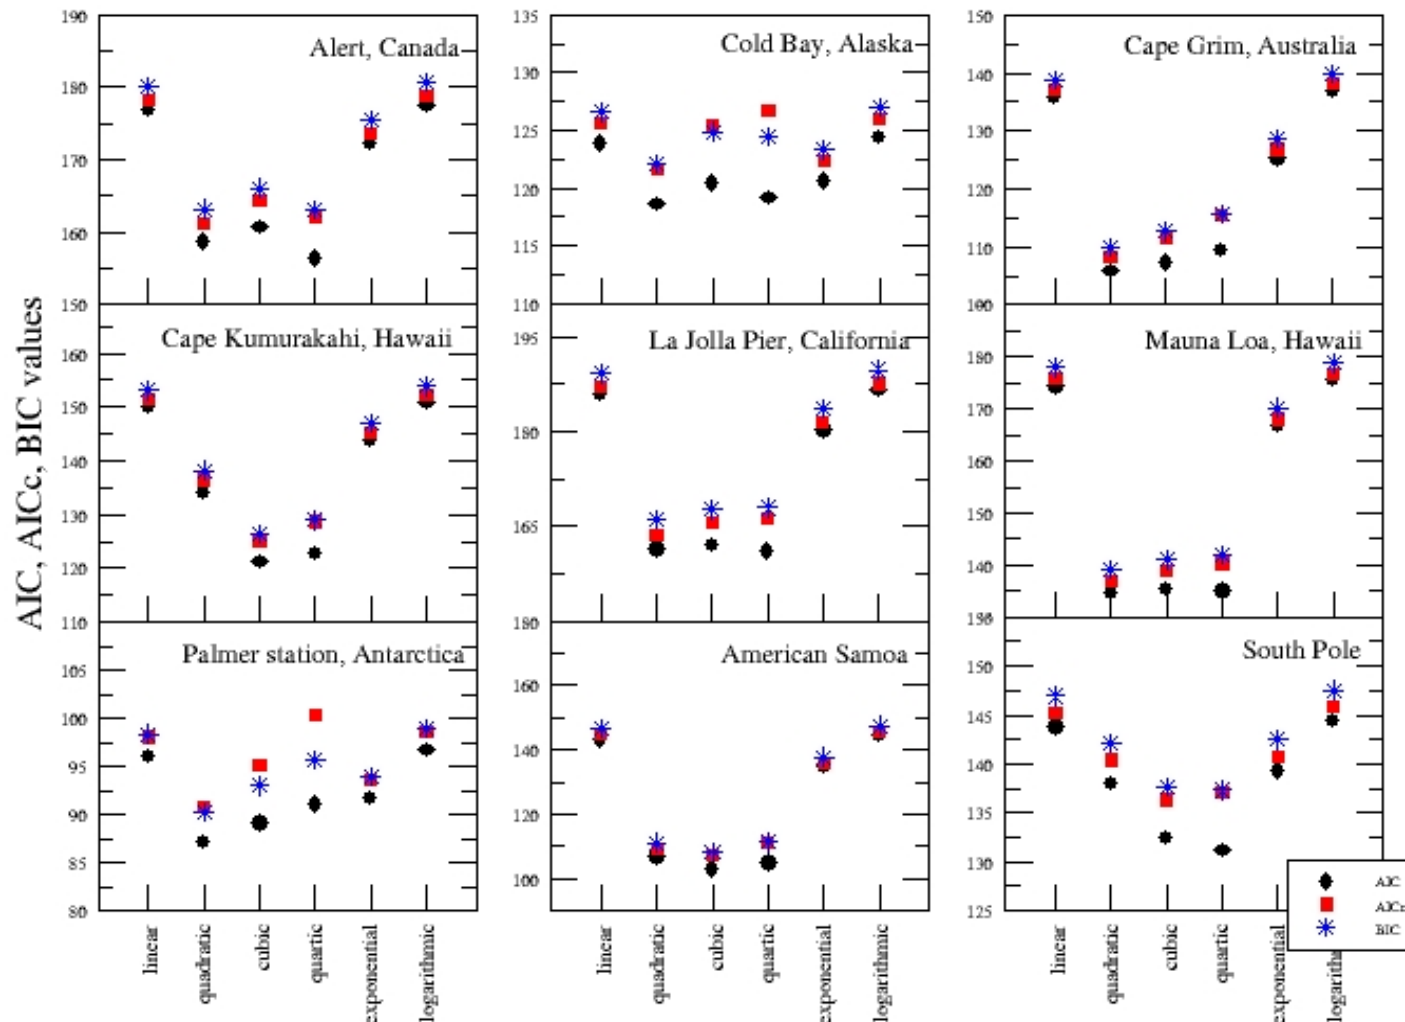 AIC, AICc, BIC values
190
180
170
160
150
Alert, Canada
135
130
125
120
115
110
Cold Bay, Alaska
150
140
130
120
110
100
Cape Grim, Australia
160
150
140
130
120
110
Cape Kumurakahi, Hawaii
195
180
165
180
La Jolla Pier, California
180
170
160
150
140
Mauna Loa, Hawaii
105
100
95
90
85
80
Palmer station, Antarctica
160
140
120
100
American Samoa
150
145
140
135
130
125
South Pole
linear
quadratic
cubic
quartic
exponential
logarithmic
linear
quadratic
cubic
quartic
exponential
logarithmic
linear
quadratic
cubic
quartic
exponential
logarithm
AIC
AICc
BIC